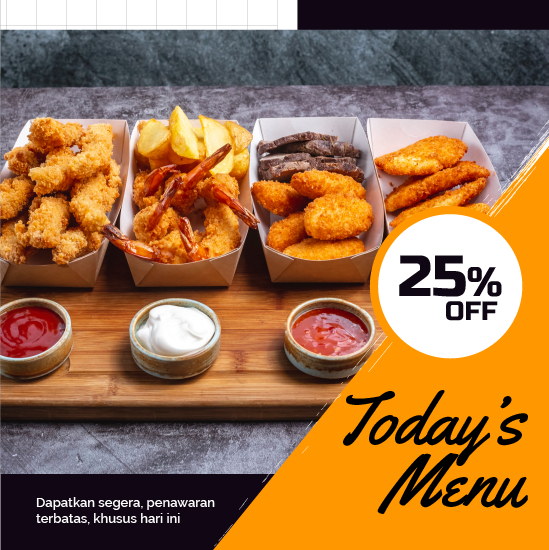 25%
OFF
Today's
Menu
Dapatkan segera, penawaran
terbatas, khusus hari ini